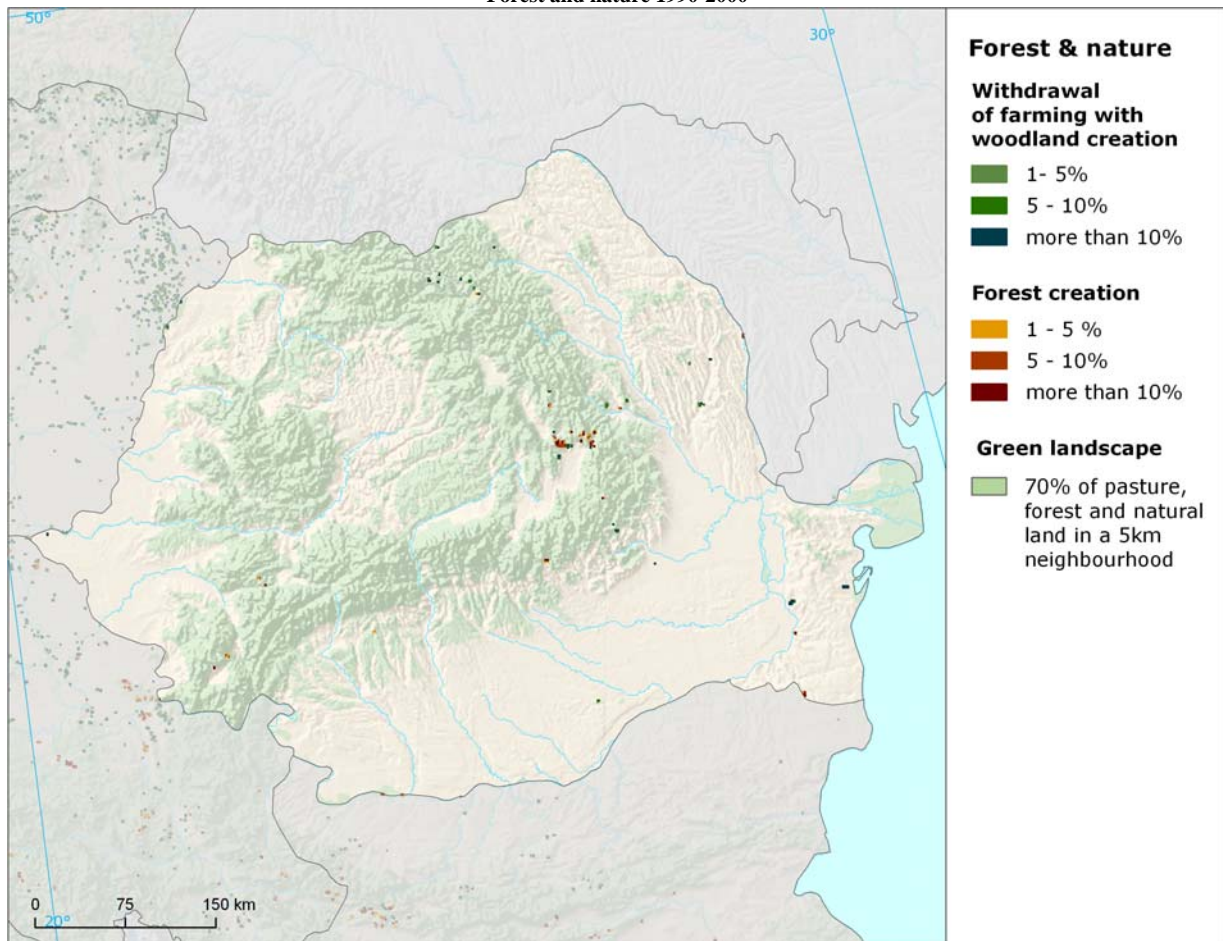 Forest and nature 1990-2000
50°
30°
20°
0 75 150 km
Forest & nature
Withdrawal
of farming with
woodland creation
1- 5%
5 - 10%
more than 10%
Forest creation
1 - 5 %
5 - 10%
more than 10%
Green landscape
70% of pasture,
forest and natural
land in a 5km
neighbourhood